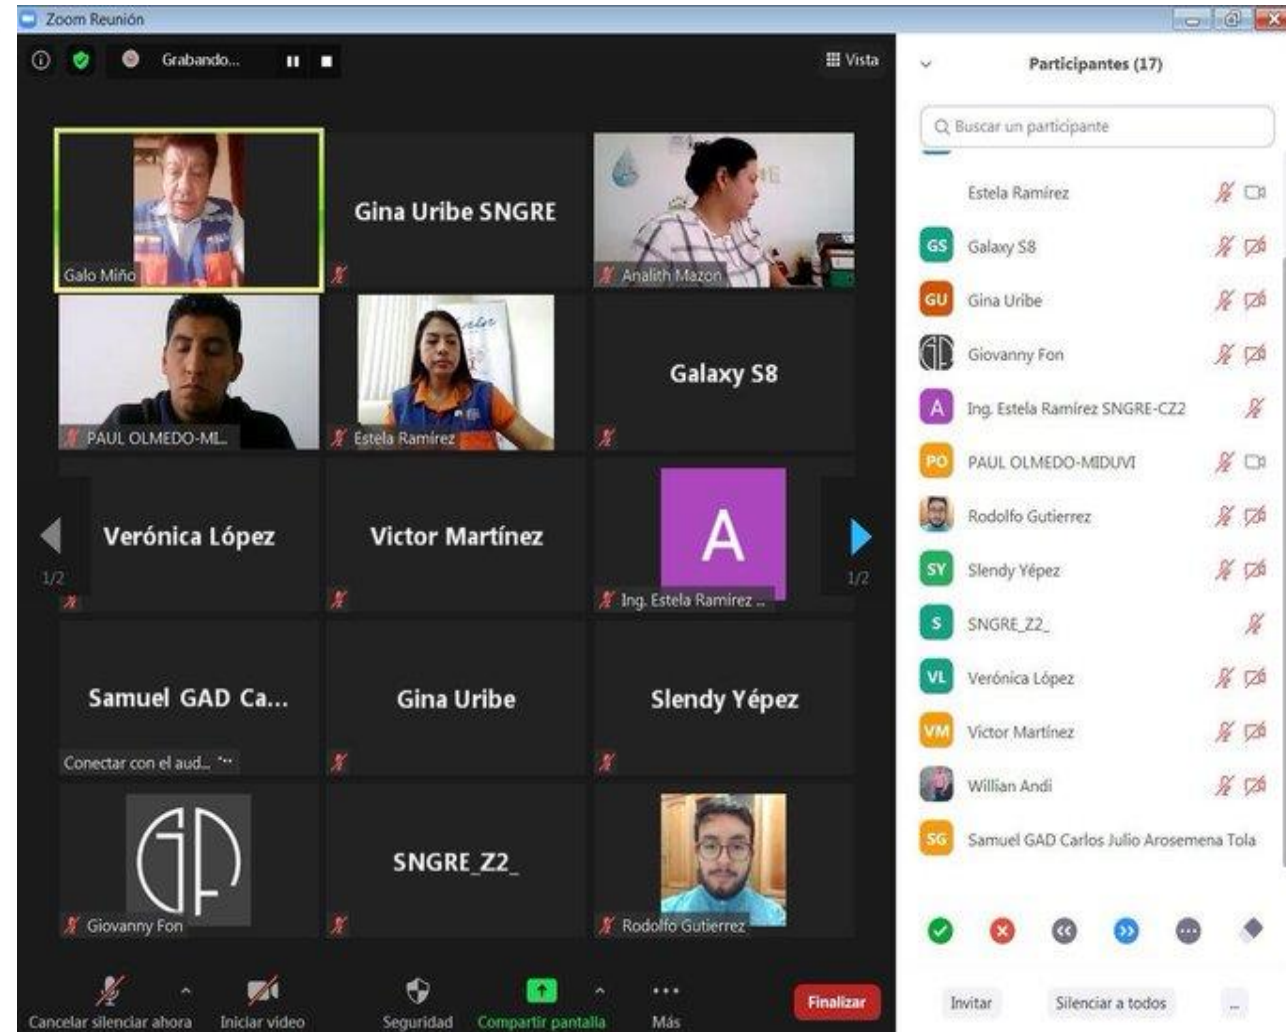 Zoom Reunión
Grabando...
Vista
Galo Miño
Gina Uribe SNGRE
Analith Mazon
PAUL OLMEDO-MI...
Estela Ramírez
Galaxy S8
Verónica López
Victor Martínez
A
Ing. Estela Ramírez ...
1/2
1/2
Samuel GAD Ca...
Conectar con el aud...
Gina Uribe
Slendy Yépez
GF
Giovanny Fon
SNGRE_Z2_
Rodolfo Gutierrez
Cancelar silenciar ahora
Iniciar video
Seguridad
Compartir pantalla
Más
Finalizar
Participantes (17)
Buscar un participante
Estela Ramírez
GS Galaxy S8
GU Gina Uribe
Giovanny Fon
A Ing. Estela Ramírez SNGRE-CZ2
PO PAUL OLMEDO-MIDUVI
Rodolfo Gutierrez
SY Slendy Yépez
S SNGRE_Z2_
VL Verónica López
VM Victor Martínez
Willian Andi
SG Samuel GAD Carlos Julio Arosemena Tola
Invitar
Silenciar a todos
...